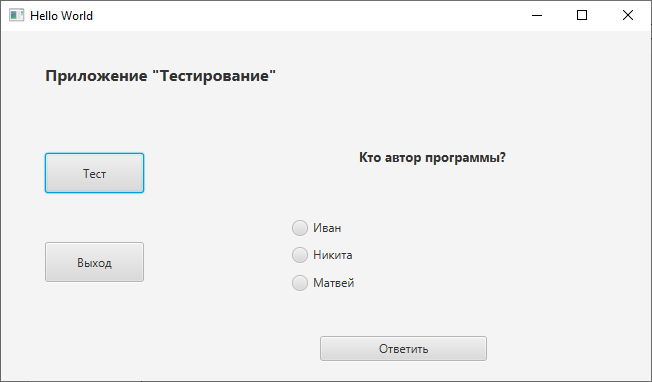 Hello World
Приложение "Тестирование"
Тест
Кто автор программы?
Выход
Иван
Никита
Матвей
Ответить